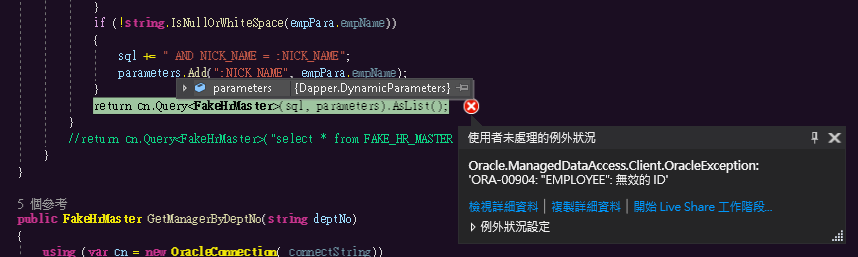 }
if (!string.IsNullOrWhiteSpace(empPara.empName))
{
sql += " AND NICK_NAME = :NICK_NAME";
parameters.Add(":NICK_NAME", empPara.empName);
}
parameters {Dapper.DynamicParameters}
return cn.Query<FakeHrMaster>(sql, parameters).AsList();
}
//return cn.Query<FakeHrMaster>("select * from FAKE_HR_MASTER
}
}
使用者未處理的例外狀況
Oracle.ManagedDataAccess.Client.OracleException:
'ORA-00904: "EMPLOYEE": 無效的 ID'
檢視詳細資料 | 複製詳細資料 | 開始 Live Share 工作階段...
例外狀況設定
5 個參考
public FakeHrMaster GetManagerByDeptNo(string deptNo)
{
using (var cn = new OracleConnection(_connectString))